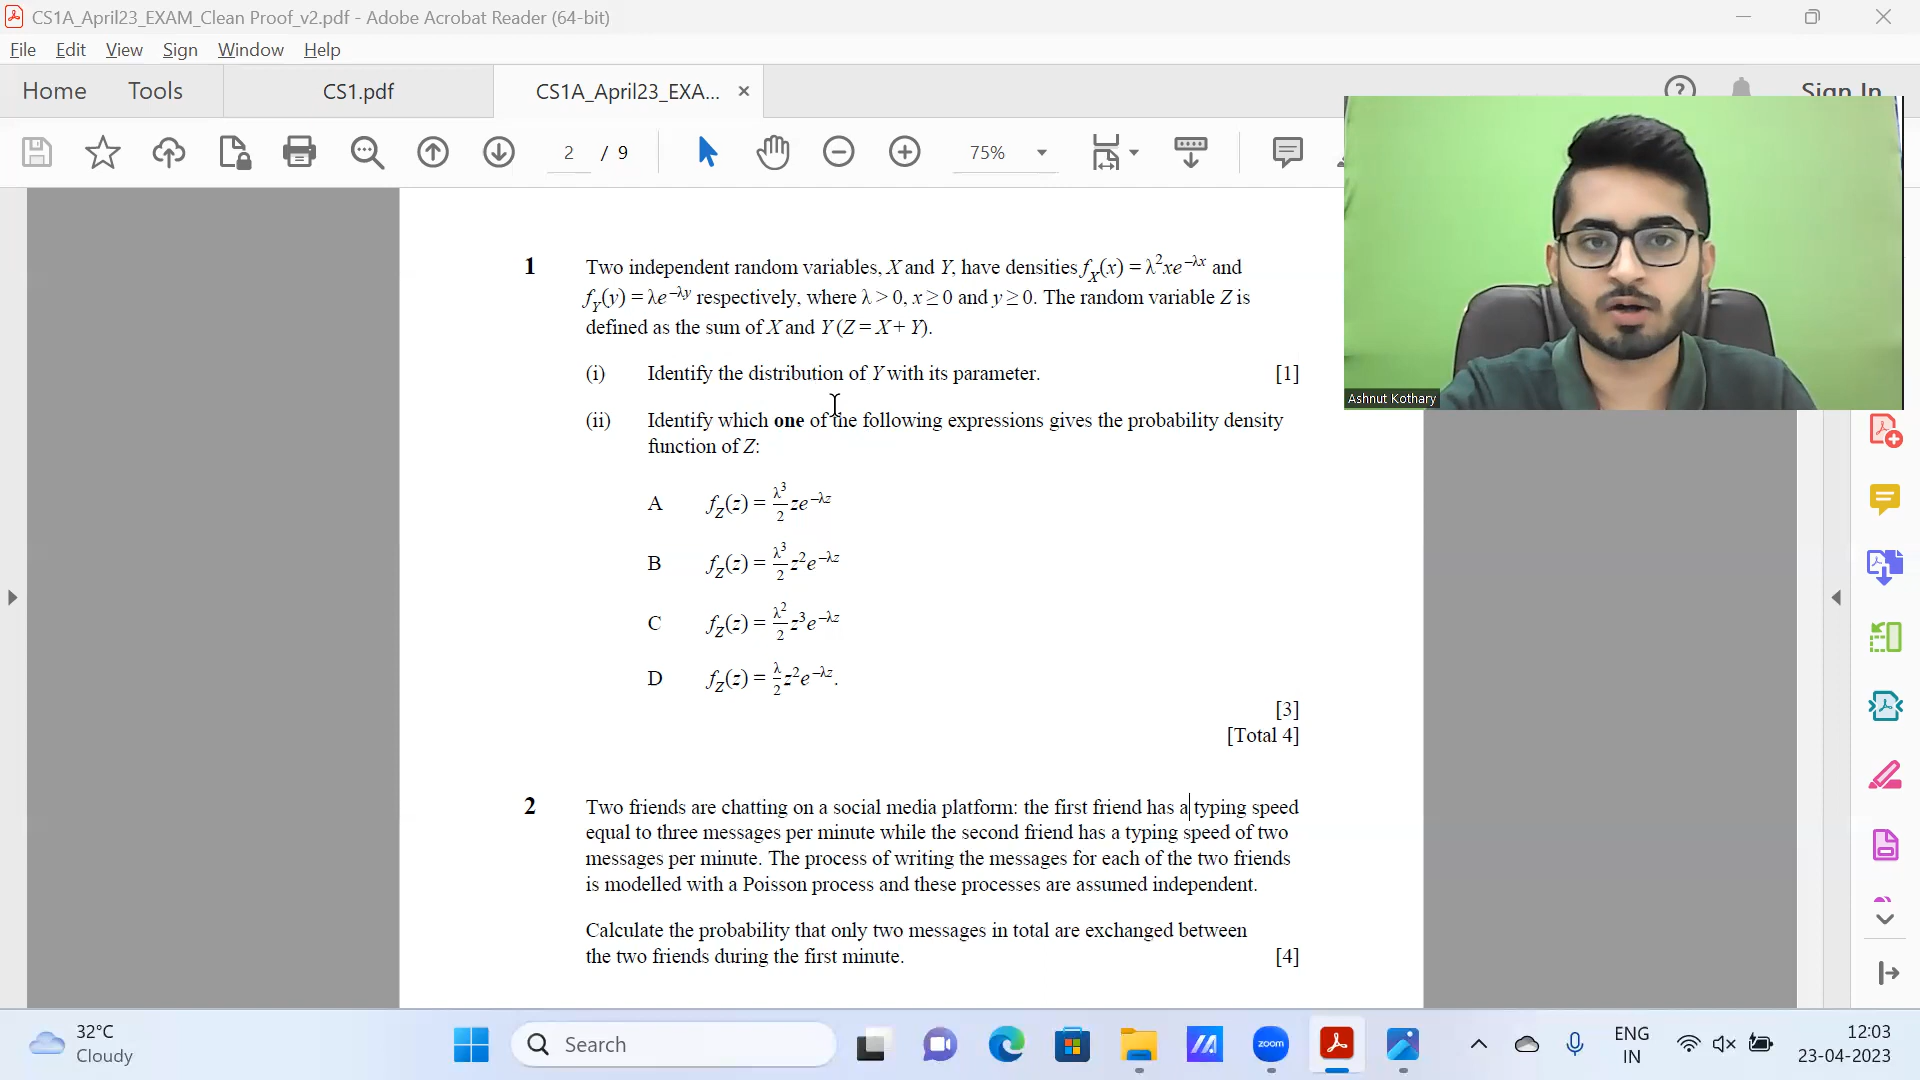 CS1A_April23_EXAM_Clean Proof_v2.pdf - Adobe Acrobat Reader (64-bit)
File Edit View Sign Window Help
Home Tools CS1.pdf CS1A_April23_EXA... × Sign In
2 / 9 75%
Ashnut Kothary
1 Two independent random variables, X and Y, have densities f_X(x) = λ²xe^{−λx} and
f_Y(y) = λe^{−λy} respectively, where λ > 0, x ≥ 0 and y ≥ 0. The random variable Z is
defined as the sum of X and Y (Z = X + Y).
(i) Identify the distribution of Y with its parameter. [1]
(ii) Identify which one of the following expressions gives the probability density
function of Z:
A f_Z(z) = λ³/2 ze^{−λz}
B f_Z(z) = λ³/2 z²e^{−λz}
C f_Z(z) = λ²/2 z³e^{−λz}
D f_Z(z) = λ/2 z²e^{−λz}.
[3]
[Total 4]
2 Two friends are chatting on a social media platform: the first friend has a typing speed
equal to three messages per minute while the second friend has a typing speed of two
messages per minute. The process of writing the messages for each of the two friends
is modelled with a Poisson process and these processes are assumed independent.
Calculate the probability that only two messages in total are exchanged between
the two friends during the first minute. [4]
32°C
Cloudy
Search
zoom
ENG
IN
12:03
23-04-2023